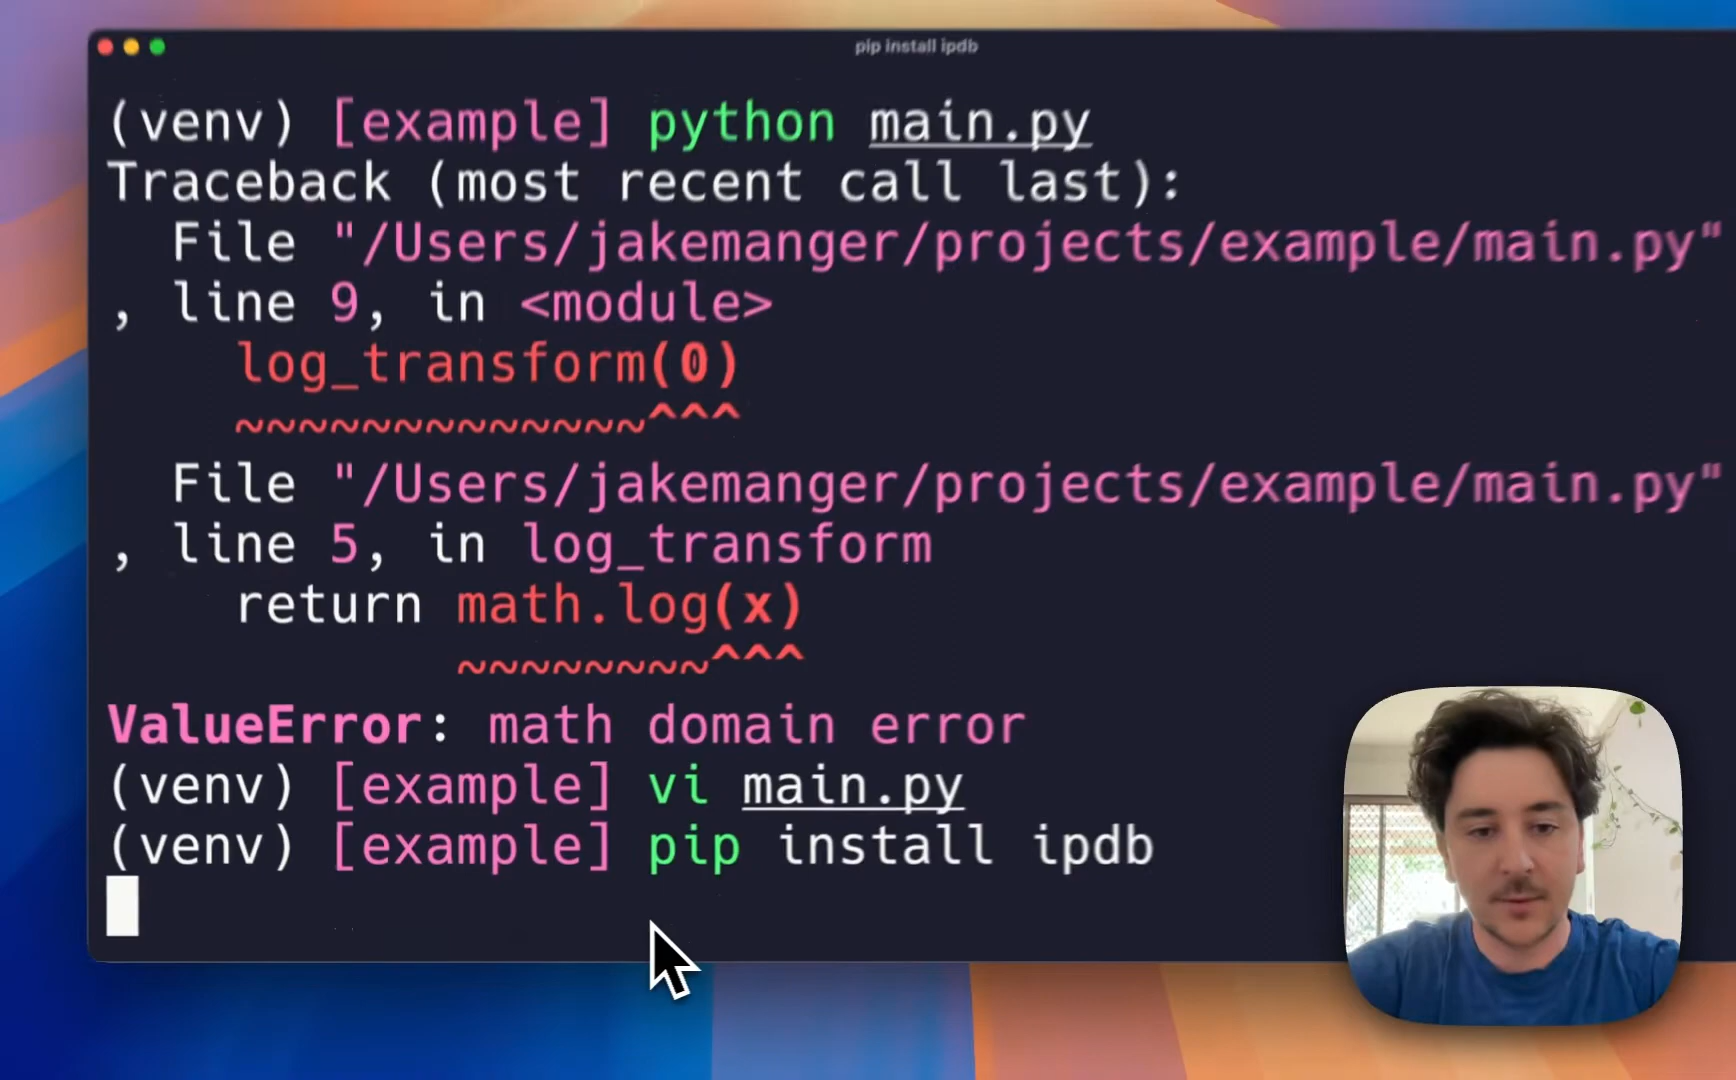 pip install ipdb
(venv) [example] python main.py
Traceback (most recent call last):
  File "/Users/jakemanger/projects/example/main.py"
, line 9, in <module>
    log_transform(0)
    ~~~~~~~~~~~~~^^^
  File "/Users/jakemanger/projects/example/main.py"
, line 5, in log_transform
    return math.log(x)
           ~~~~~~~~^^^
ValueError: math domain error
(venv) [example] vi main.py
(venv) [example] pip install ipdb